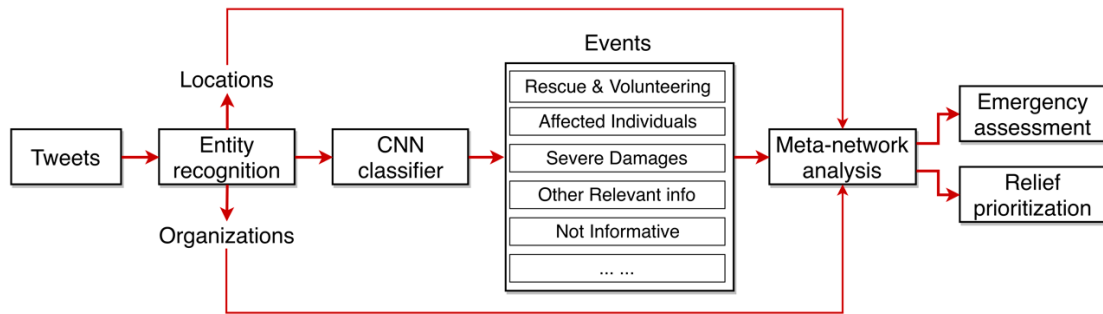 Events
Locations
Rescue & Volunteering
Affected Individuals
Severe Damages
Other Relevant info
Not Informative
... ...
Tweets
Entity
recognition
CNN
classifier
Organizations
Meta-network
analysis
Emergency
assessment
Relief
prioritization